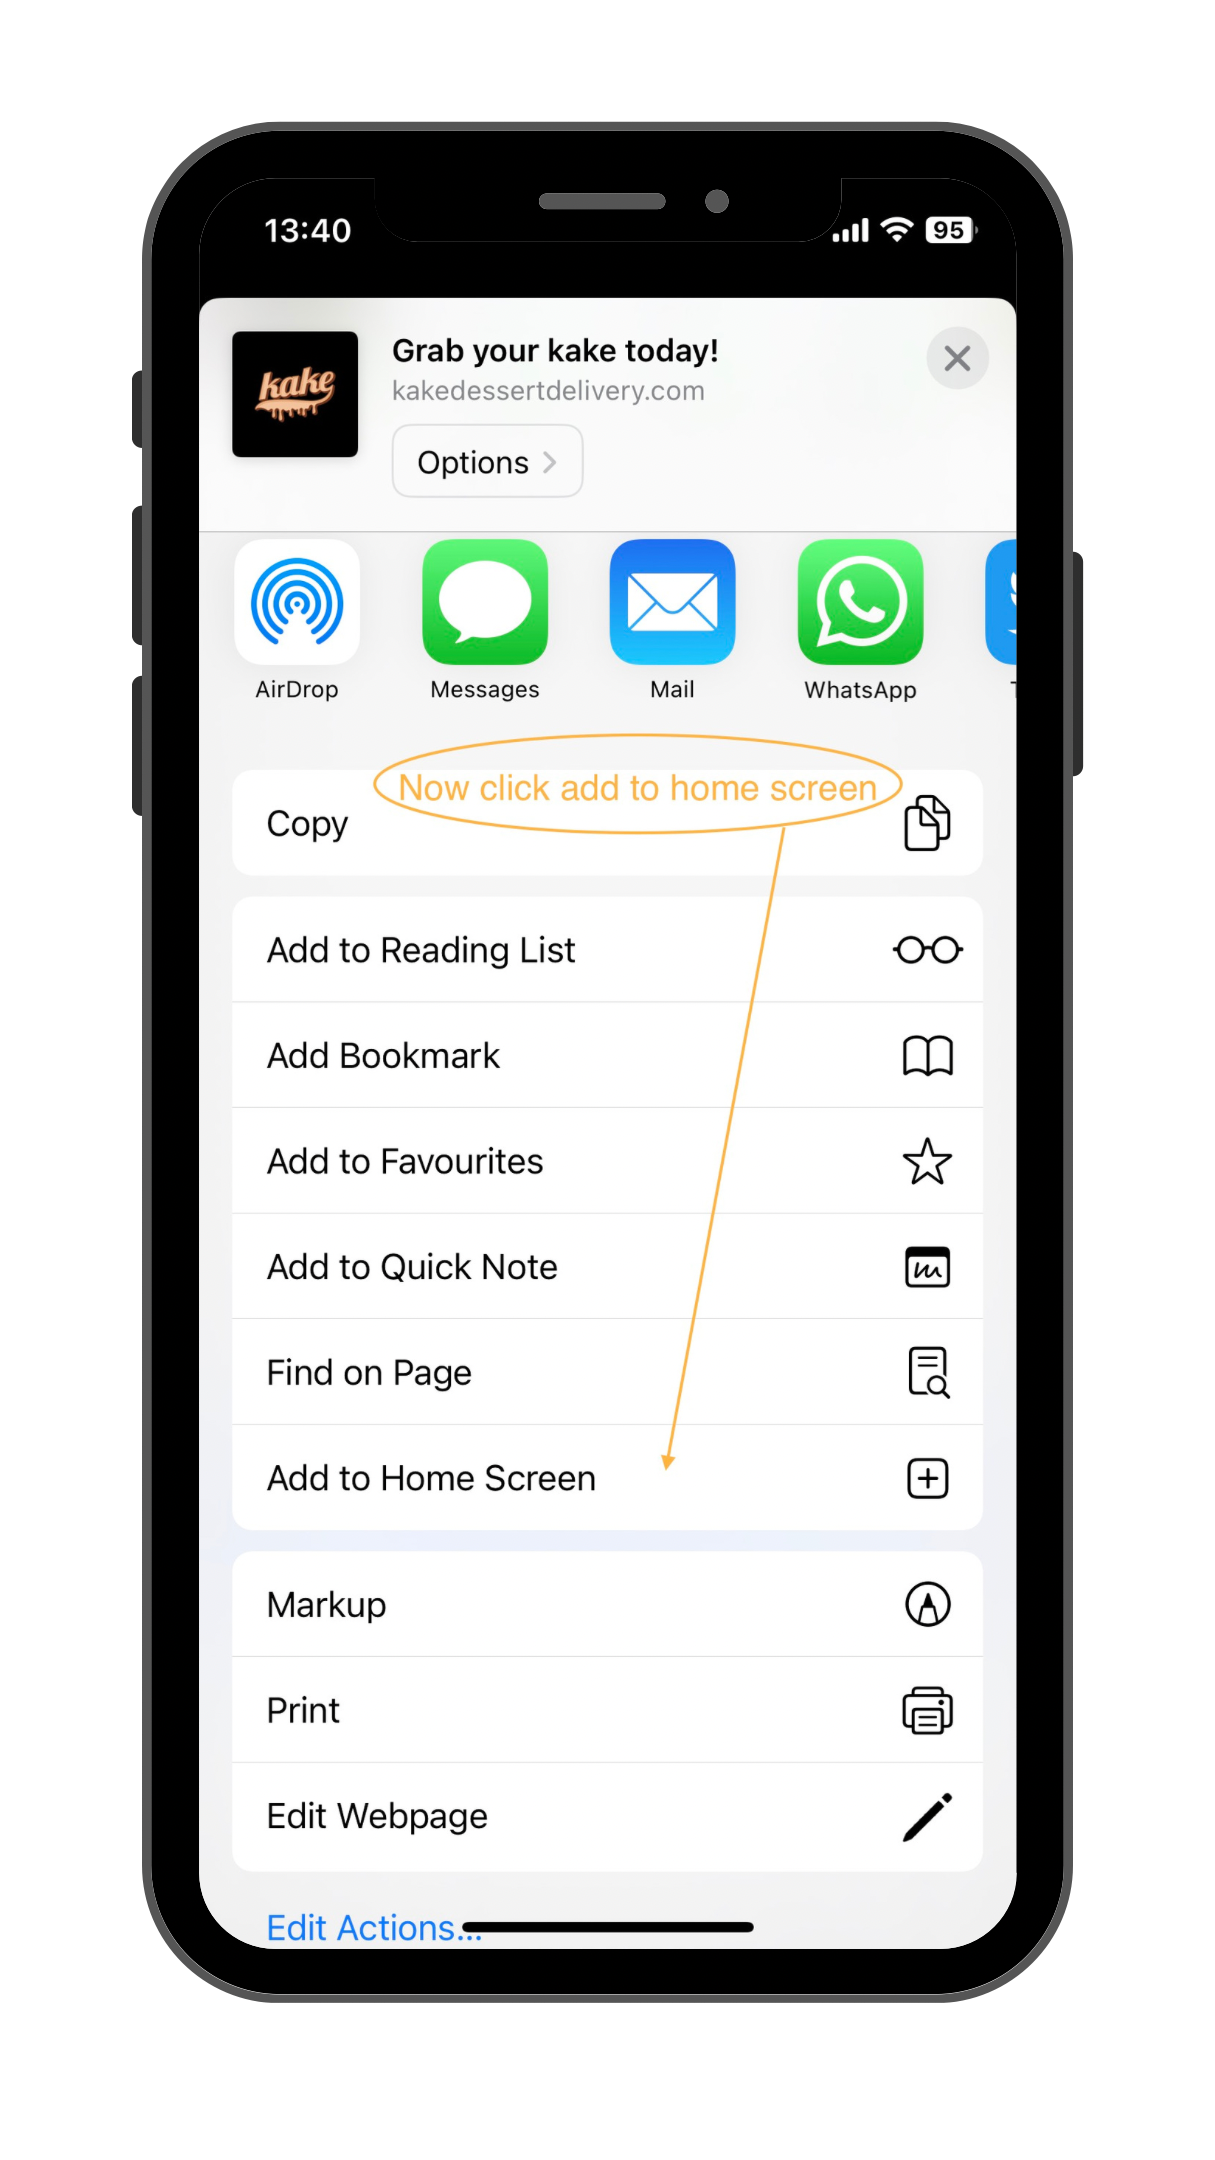 13:40
95
kake
Grab your kake today!
kakedessertdelivery.com
Options
AirDrop
Messages
Mail
WhatsApp
Now click add to home screen
Copy
Add to Reading List
Add Bookmark
Add to Favourites
Add to Quick Note
Find on Page
Add to Home Screen
Markup
Print
Edit Webpage
Edit Actions...